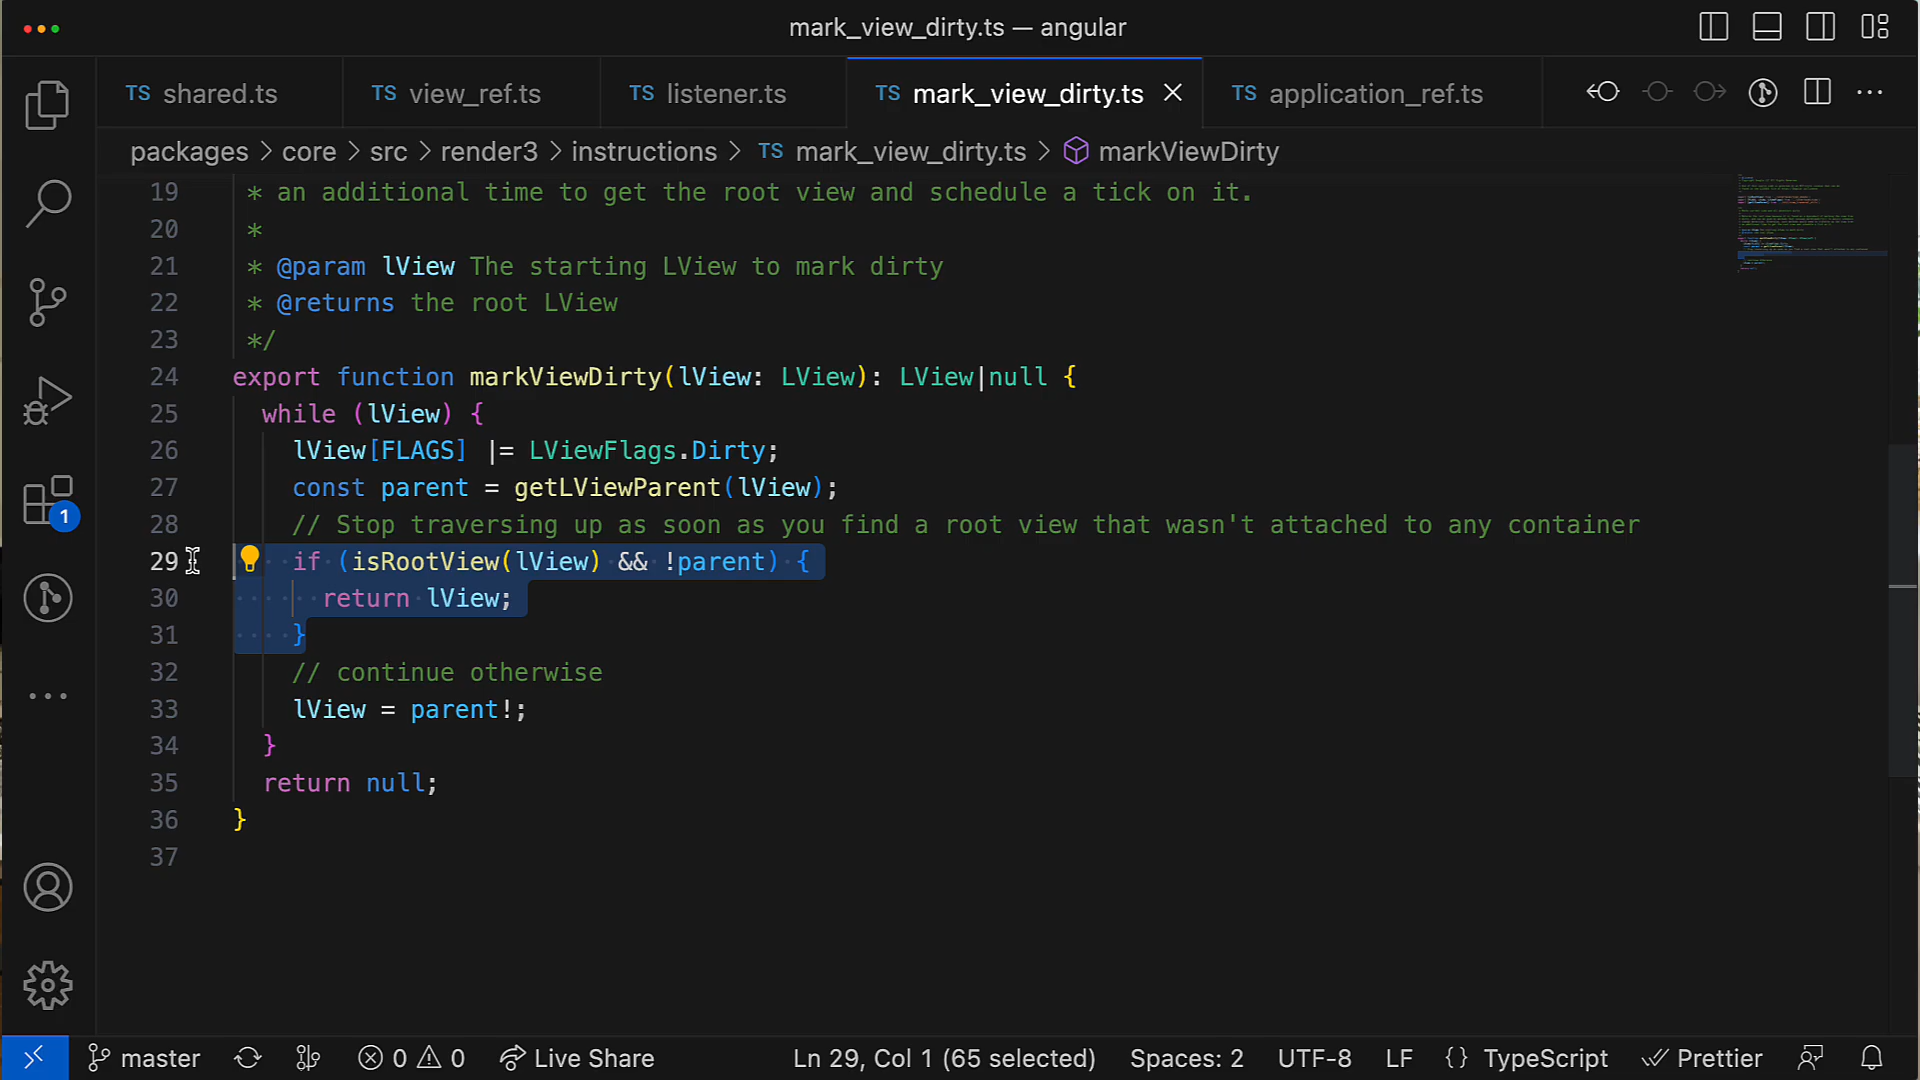 mark_view_dirty.ts — angular
TS shared.ts
TS view_ref.ts
TS listener.ts
TS mark_view_dirty.ts
TS application_ref.ts
packages > core > src > render3 > instructions > TS mark_view_dirty.ts > markViewDirty
19 * an additional time to get the root view and schedule a tick on it.
20 *
21 * @param lView The starting LView to mark dirty
22 * @returns the root LView
23 */
24 export function markViewDirty(lView: LView): LView|null {
25 while (lView) {
26 lView[FLAGS] |= LViewFlags.Dirty;
27 const parent = getLViewParent(lView);
28 // Stop traversing up as soon as you find a root view that wasn't attached to any container
29 if (isRootView(lView) && !parent) {
30 return lView;
31 }
32 // continue otherwise
33 lView = parent!;
34 }
35 return null;
36 }
37
1
master
0 0
Live Share
Ln 29, Col 1 (65 selected)
Spaces: 2
UTF-8
LF
{} TypeScript
Prettier